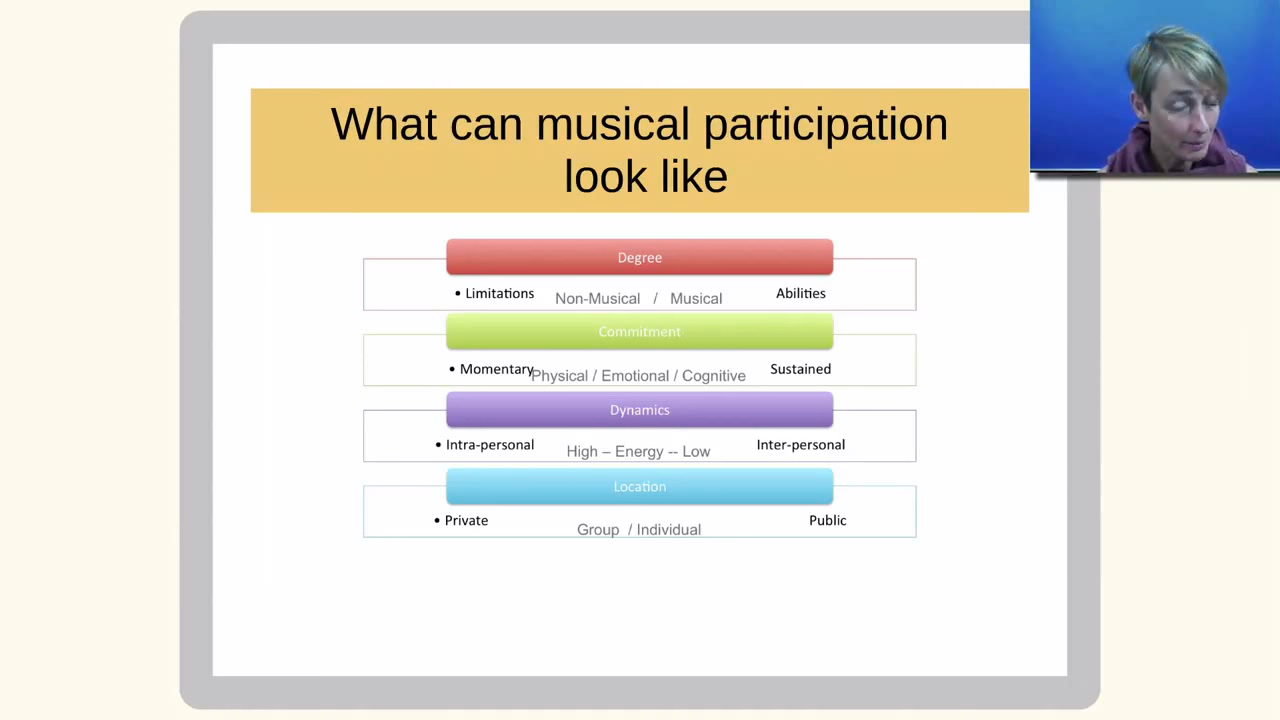 What can musical participation
look like
Degree
• Limitations Non-Musical / Musical Abilities
Commitment
• Momentary Physical / Emotional / Cognitive Sustained
Dynamics
• Intra-personal High – Energy -- Low Inter-personal
Location
• Private Group / Individual Public